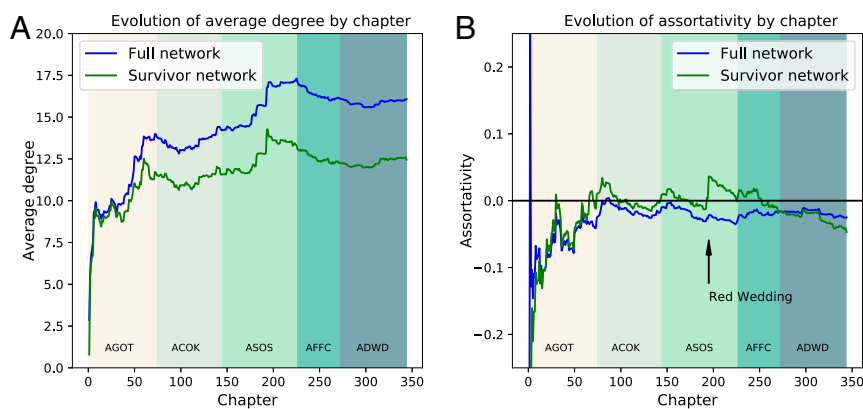 A
Evolution of average degree by chapter
Full network
Survivor network
Average degree
20.0
17.5
15.0
12.5
10.0
7.5
5.0
2.5
0.0
AGOT
ACOK
ASOS
AFFC
ADWD
0
50
100
150
200
250
300
350
Chapter
B
Evolution of assortativity by chapter
Full network
Survivor network
Assortativity
0.2
0.1
0.0
−0.1
−0.2
Red Wedding
AGOT
ACOK
ASOS
AFFC
ADWD
0
50
100
150
200
250
300
350
Chapter